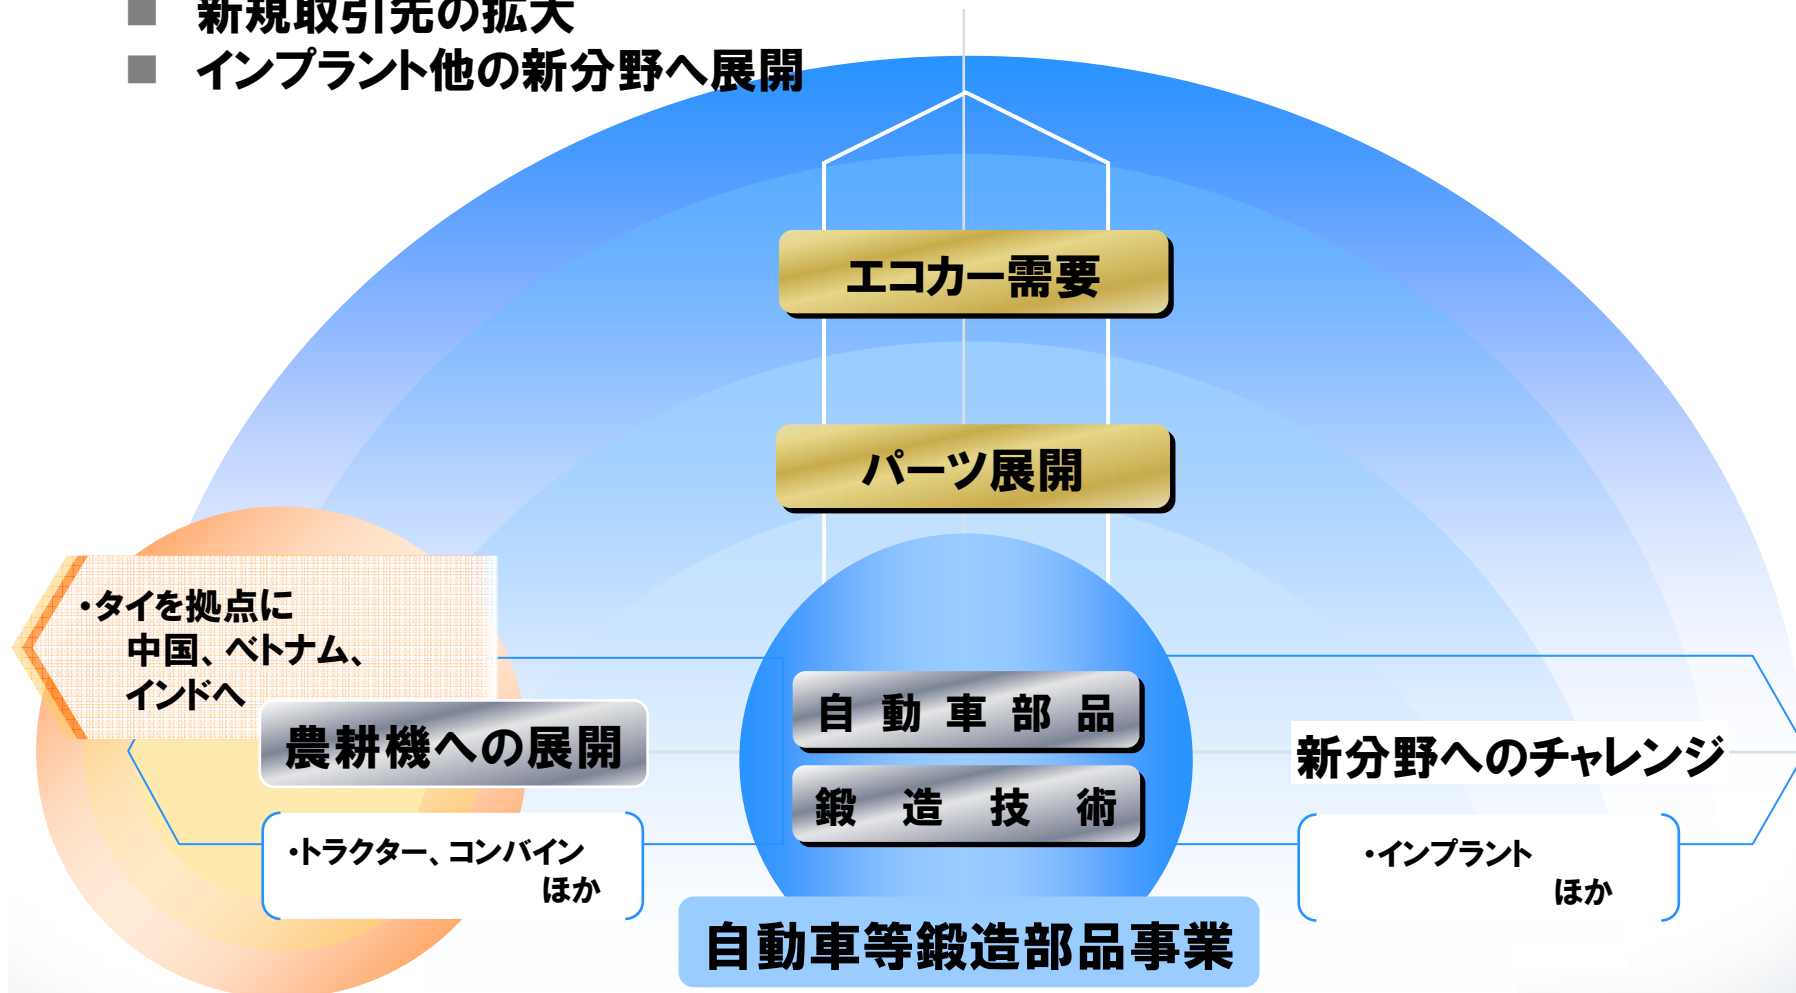 ■ 新規取引先の拡大
■ インプラント他の新分野へ展開
エコカー需要
パーツ展開
・タイを拠点に
中国、ベトナム、
インドへ
農耕機への展開
・トラクター、コンバイン
ほか
自動車部品
鍛造技術
新分野へのチャレンジ
・インプラント
ほか
自動車等鍛造部品事業